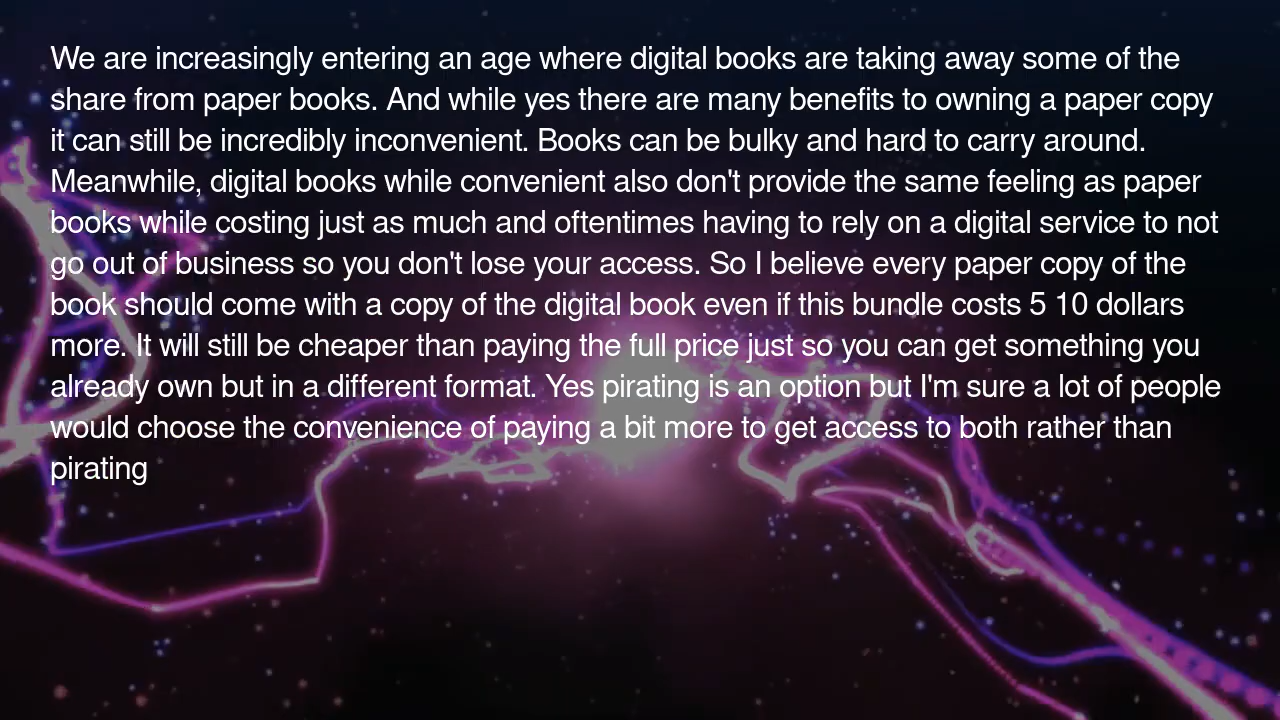 We are increasingly entering an age where digital books are taking away some of the
share from paper books. And while yes there are many benefits to owning a paper copy
it can still be incredibly inconvenient. Books can be bulky and hard to carry around.
Meanwhile, digital books while convenient also don't provide the same feeling as paper
books while costing just as much and oftentimes having to rely on a digital service to not
go out of business so you don't lose your access. So I believe every paper copy of the
book should come with a copy of the digital book even if this bundle costs 5 10 dollars
more. It will still be cheaper than paying the full price just so you can get something you
already own but in a different format. Yes pirating is an option but I'm sure a lot of people
would choose the convenience of paying a bit more to get access to both rather than
pirating